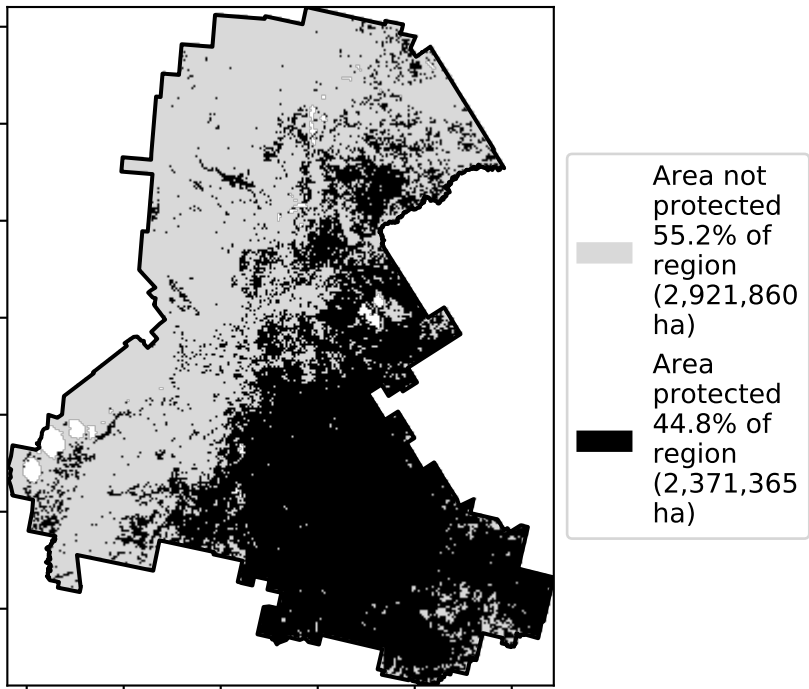 Area not
protected
55.2% of
region
(2,921,860
ha)
Area
protected
44.8% of
region
(2,371,365
ha)